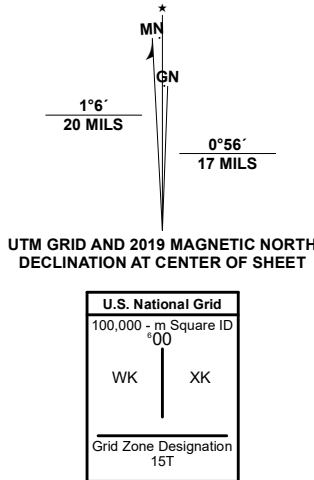 ★
MN
GN
1°6´
20 MILS
0°56´
17 MILS
UTM GRID AND 2019 MAGNETIC NORTH
DECLINATION AT CENTER OF SHEET
U.S. National Grid
100,000 - m Square ID
⁶00
WK XK
Grid Zone Designation
15T